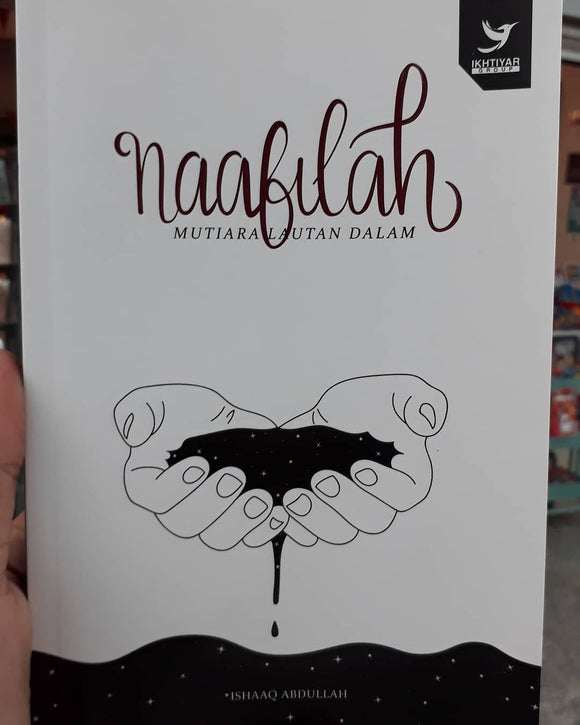 IKHTIYAR
GROUP
Naafilah
MUTIARA LAUTAN DALAM
ISHAAQ ABDULLAH